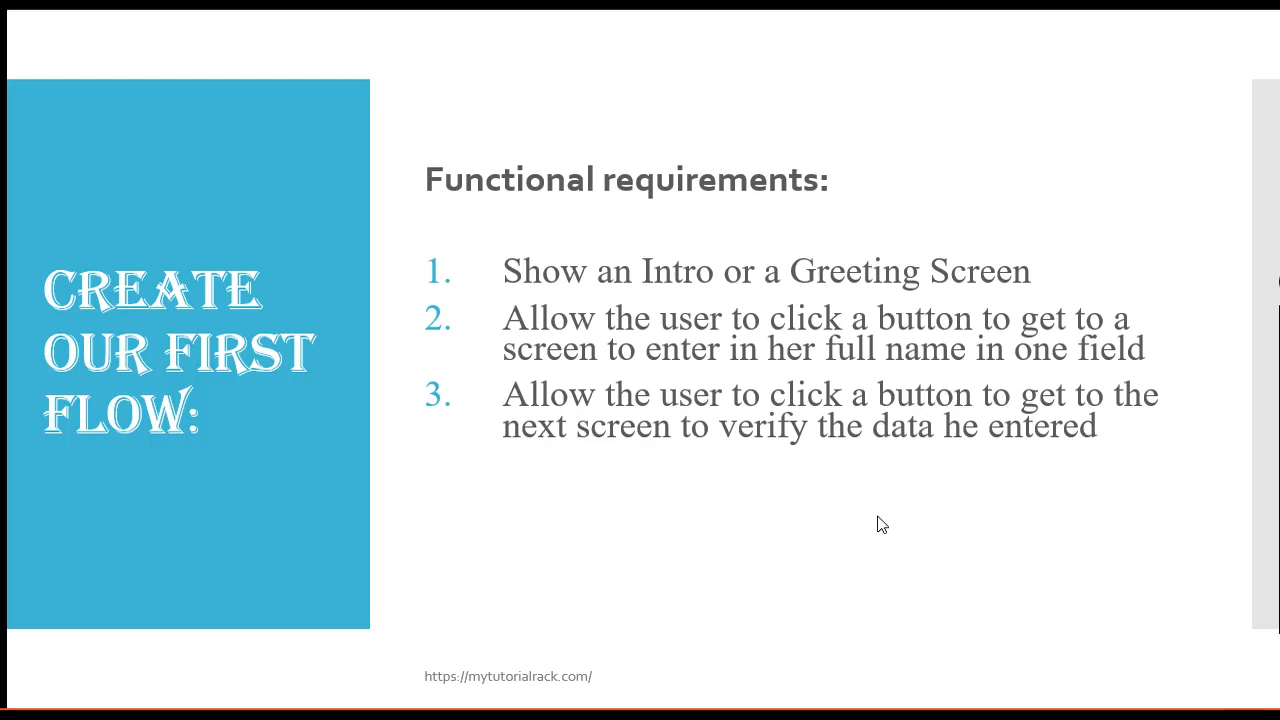 CREATE
OUR FIRST
FLOW:
Functional requirements:
1. Show an Intro or a Greeting Screen
2. Allow the user to click a button to get to a
screen to enter in her full name in one field
3. Allow the user to click a button to get to the
next screen to verify the data he entered
https://mytutorialrack.com/